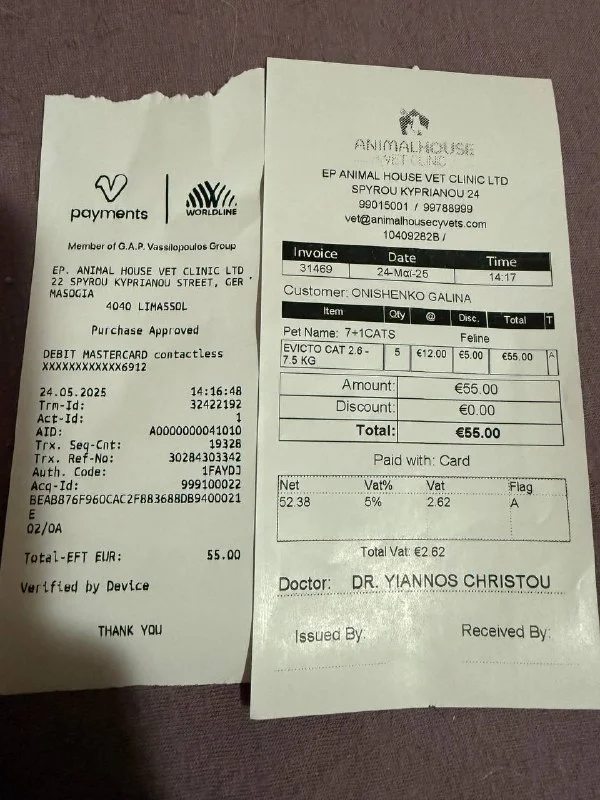 payments
WORLDLINE
Member of G.A.P. Vassilopoulos Group
EP. ANIMAL HOUSE VET CLINIC LTD
22 SPYROU KYPRIANOU STREET, GER
MASOGIA
4040 LIMASSOL
Purchase Approved
DEBIT MASTERCARD contactless
XXXXXXXXXXXX6912
24.05.2025 14:16:48
Trm-Id: 32422192
Act-Id: 1
AID: A0000000041010
Trx. Seq-Cnt: 19328
Trx. Ref-No: 30284303342
Auth. Code: 1FAYDJ
Acq-Id: 999100022
BEAB876F960CAC2F883688DB9400021
E
02/0A
Total-EFT EUR: 55.00
Verified by Device
THANK YOU
ANIMALHOUSE
VET CLINIC
EP ANIMAL HOUSE VET CLINIC LTD
SPYROU KYPRIANOU 24
99015001 / 99788999
vet@animalhousecyvets.com
10409282B /
Invoice Date Time
31469 24-Μαϊ-25 14:17
Customer: ONISHENKO GALINA
Item Qty @ Disc. Total T
Pet Name: 7+1CATS Feline
EVICTO CAT 2.6 - 5 €12.00 €5.00 €55.00 A
7.5 KG
Amount: €55.00
Discount: €0.00
Total: €55.00
Paid with: Card
Net Vat% Vat Flag
52.38 5% 2.62 A
Total Vat: €2.62
Doctor: DR. YIANNOS CHRISTOU
Issued By: Received By: